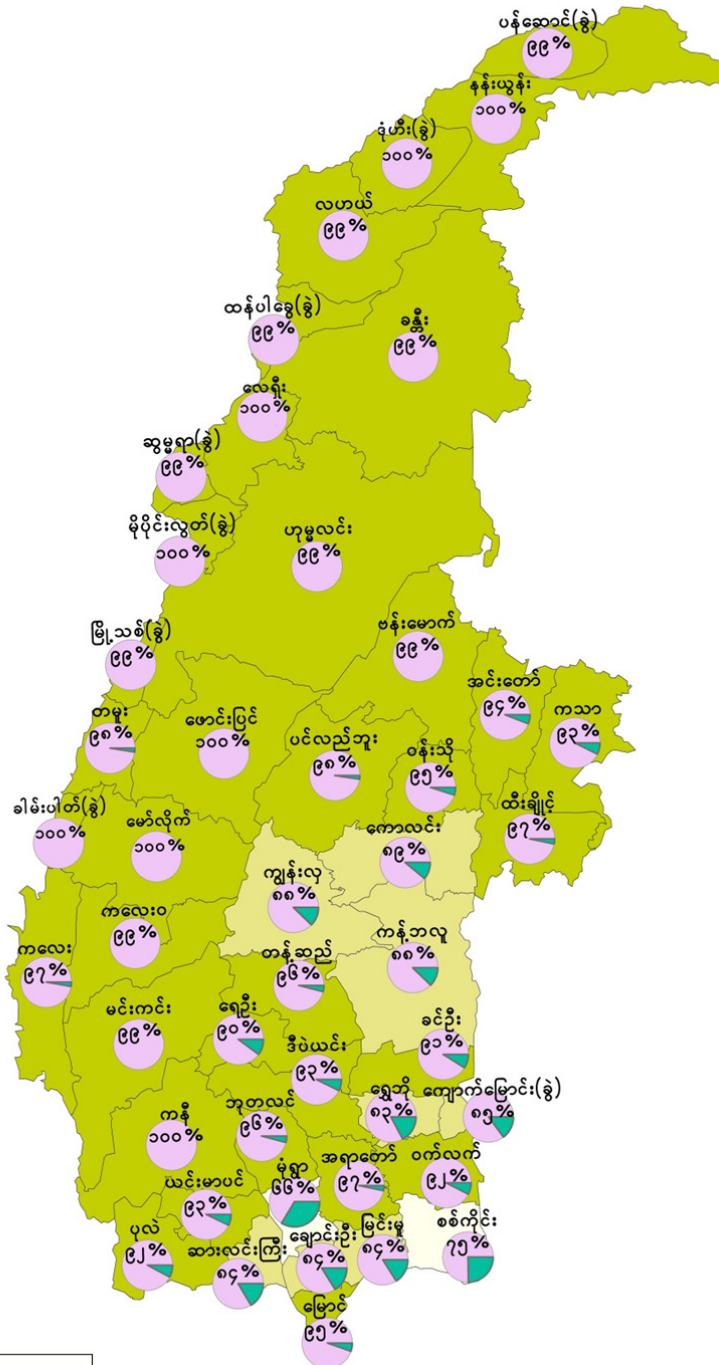 ပန်ဆောင်(ခွဲ)
၉၉%
နန်းယွန်း
၁၀၀%
ဒုံဟီး(ခွဲ)
၁၀၀%
လဟယ်
၉၉%
ထန်ပါခွေ(ခွဲ)
၉၉%
ခန္တီး
၉၉%
လေရှီး
၁၀၀%
ဆွမ္မရာ(ခွဲ)
၉၉%
မိုပိုင်းလွတ်(ခွဲ)
၁၀၀%
ဟုမ္မလင်း
၉၉%
ဗန်းမောက်
၉၉%
မြို့သစ်(ခွဲ)
၉၉%
အင်းတော်
၉၄%
ကသာ
၉၃%
တမူး
၉၈%
ဖောင်းပြင်
၁၀၀%
ပင်လည်ဘူး
၉၈%
ဝန်းသို
၉၅%
ထီးချိုင့်
၉၇%
ခါမ်းပါတ်(ခွဲ)
၁၀၀%
မော်လိုက်
၁၀၀%
ကောလင်း
၈၉%
ကျွန်းလှ
၈၈%
ကလေးဝ
၉၉%
ကန့်ဘလူ
၈၈%
ကလေး
၉၇%
တန့်ဆည်
၉၆%
မင်းကင်း
၉၉%
ရေဦး
၉၀%
ခင်ဦး
၉၁%
ဒီပဲယင်း
၉၃%
ရွှေဘို
၈၃%
ကျောက်မြောင်း(ခွဲ)
၈၅%
ကနီ
၁၀၀%
ဘုတလင်
၉၆%
အရာတော်
၉၇%
ဝက်လက်
၉၂%
မုံရွာ
၆၆%
ယင်းမာပင်
၉၃%
ပုလဲ
၉၂%
ဆားလင်းကြီး
၈၄%
ချောင်းဦး
၈၄%
မြင်းမူ
၈၄%
စစ်ကိုင်း
၇၅%
မြောင်
၉၅%